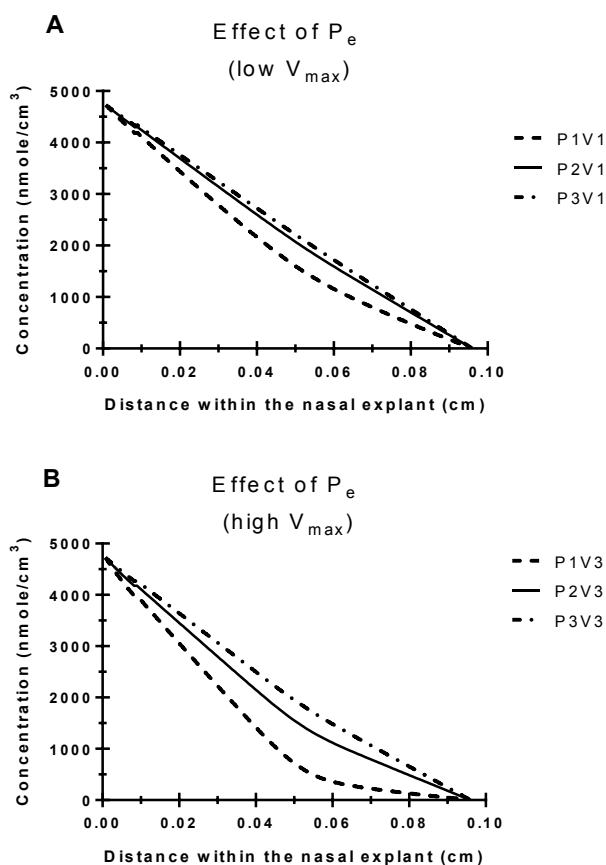 A
Effect of Pe
(low Vmax)
Concentration (nmole/cm3)
5000
4000
3000
2000
1000
0
0.00 0.02 0.04 0.06 0.08 0.10
Distance within the nasal explant (cm)
P1V1
P2V1
P3V1
B
Effect of Pe
(high Vmax)
Concentration (nmole/cm3)
5000
4000
3000
2000
1000
0
0.00 0.02 0.04 0.06 0.08 0.10
Distance within the nasal explant (cm)
P1V3
P2V3
P3V3